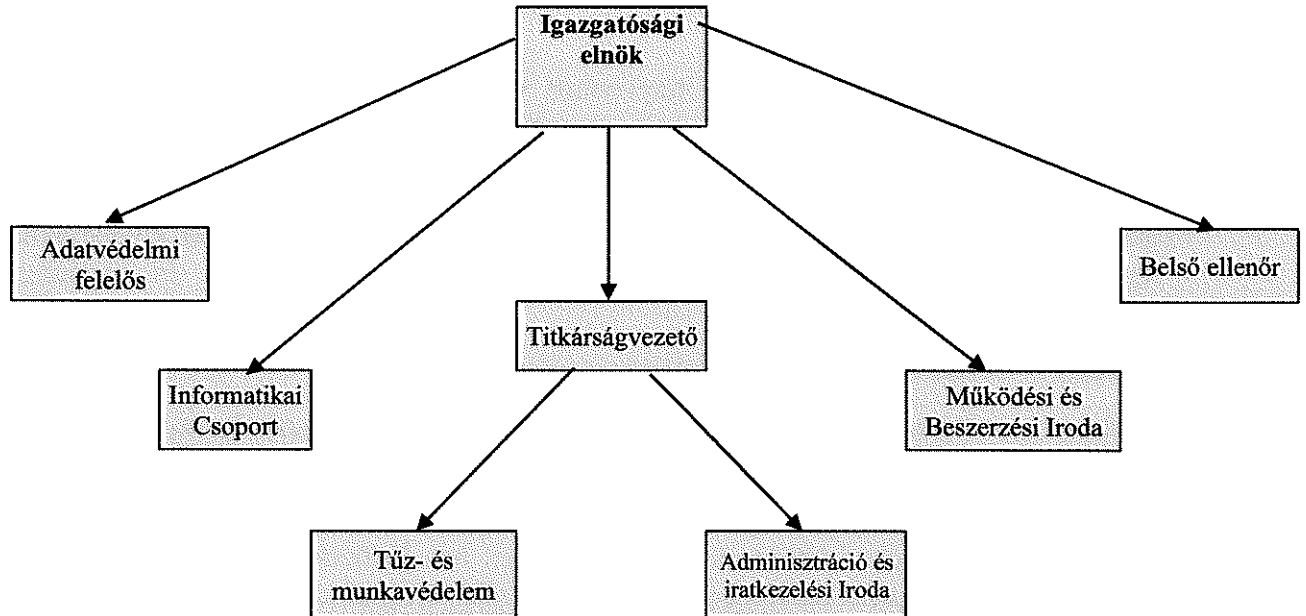 Igazgatósági
elnök
Adatvédelmi
felelős
Belső ellenőr
Titkárságvezető
Informatikai
Csoport
Működési és
Beszerzési Iroda
Tűz- és
munkavédelem
Adminisztráció és
iratkezelési Iroda